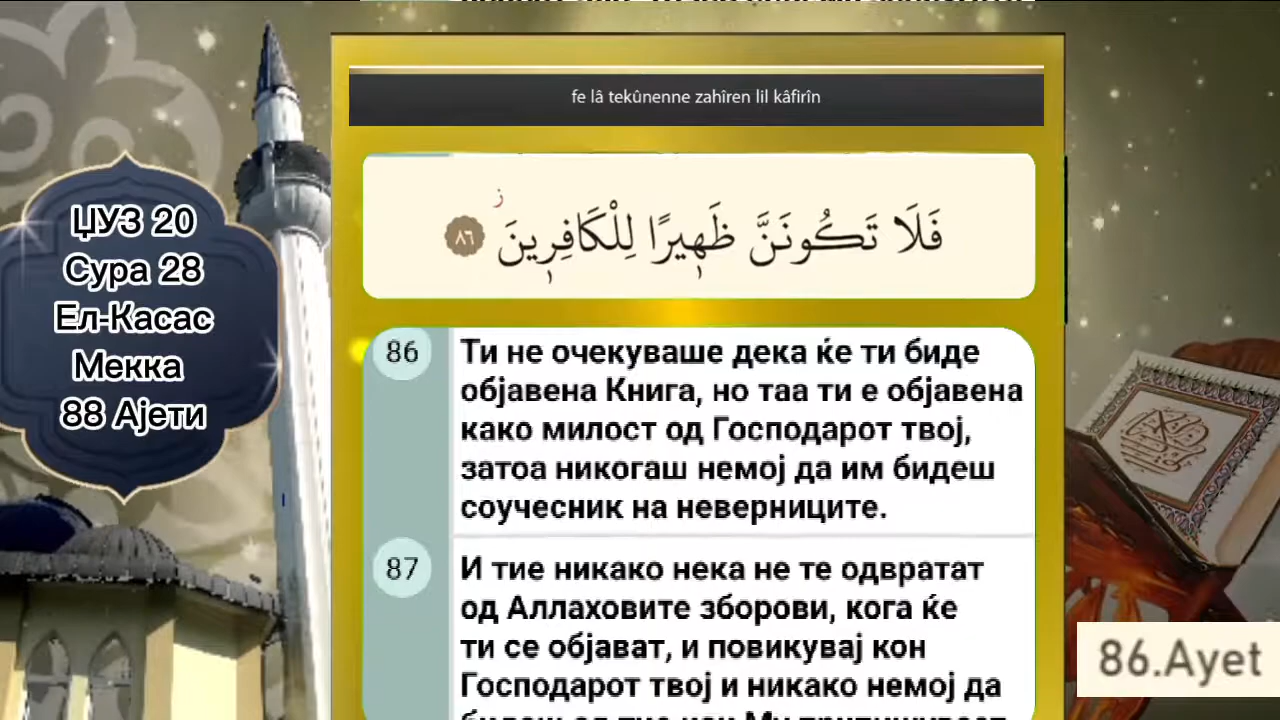 fe lâ tekûnenne zahîren lil kâfirîn
فَلَا تَكُونَنَّ ظَهِيرًا لِلْكَافِرِينَ ٨٦
ЏУЗ 20
Сура 28
Ел-Касас
Мекка
88 Ајети
86
Ти не очекуваше дека ќе ти биде
објавена Книга, но таа ти е објавена
како милост од Господарот твој,
затоа никогаш немој да им бидеш
соучесник на неверниците.
87
И тие никако нека не те одвратат
од Аллаховите зборови, кога ќе
ти се објават, и повикувај кон
Господарот твој и никако немој да
86.Ayet